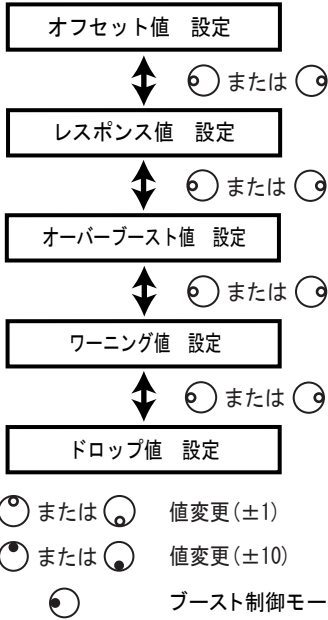 オフセット値 設定
または
レスポンス値 設定
または
オーバーブースト値 設定
または
ワーニング値 設定
または
ドロップ値 設定
または 値変更(±1)
または 値変更(±10)
ブースト制御モー